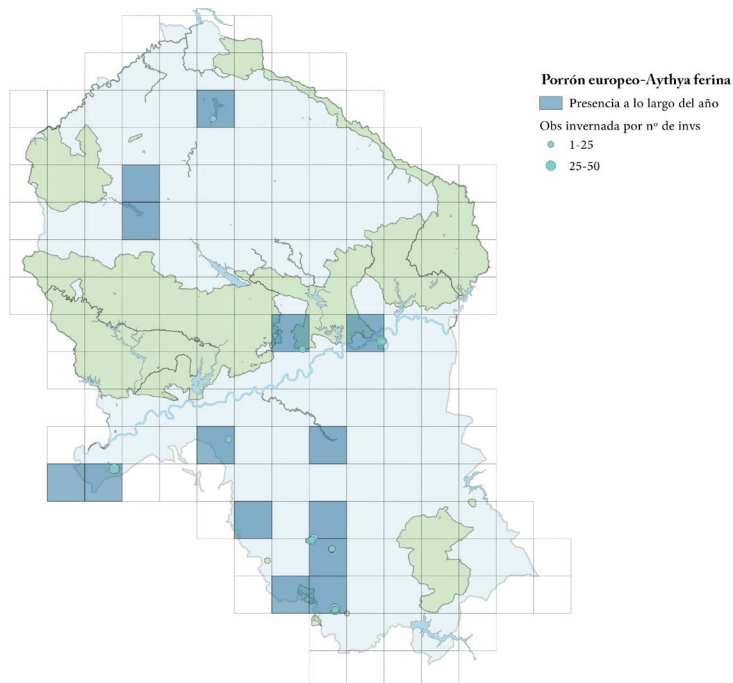 Porrón europeo-Aythya ferina
Presencia a lo largo del año
Obs invernada por nº de invs
1-25
25-50